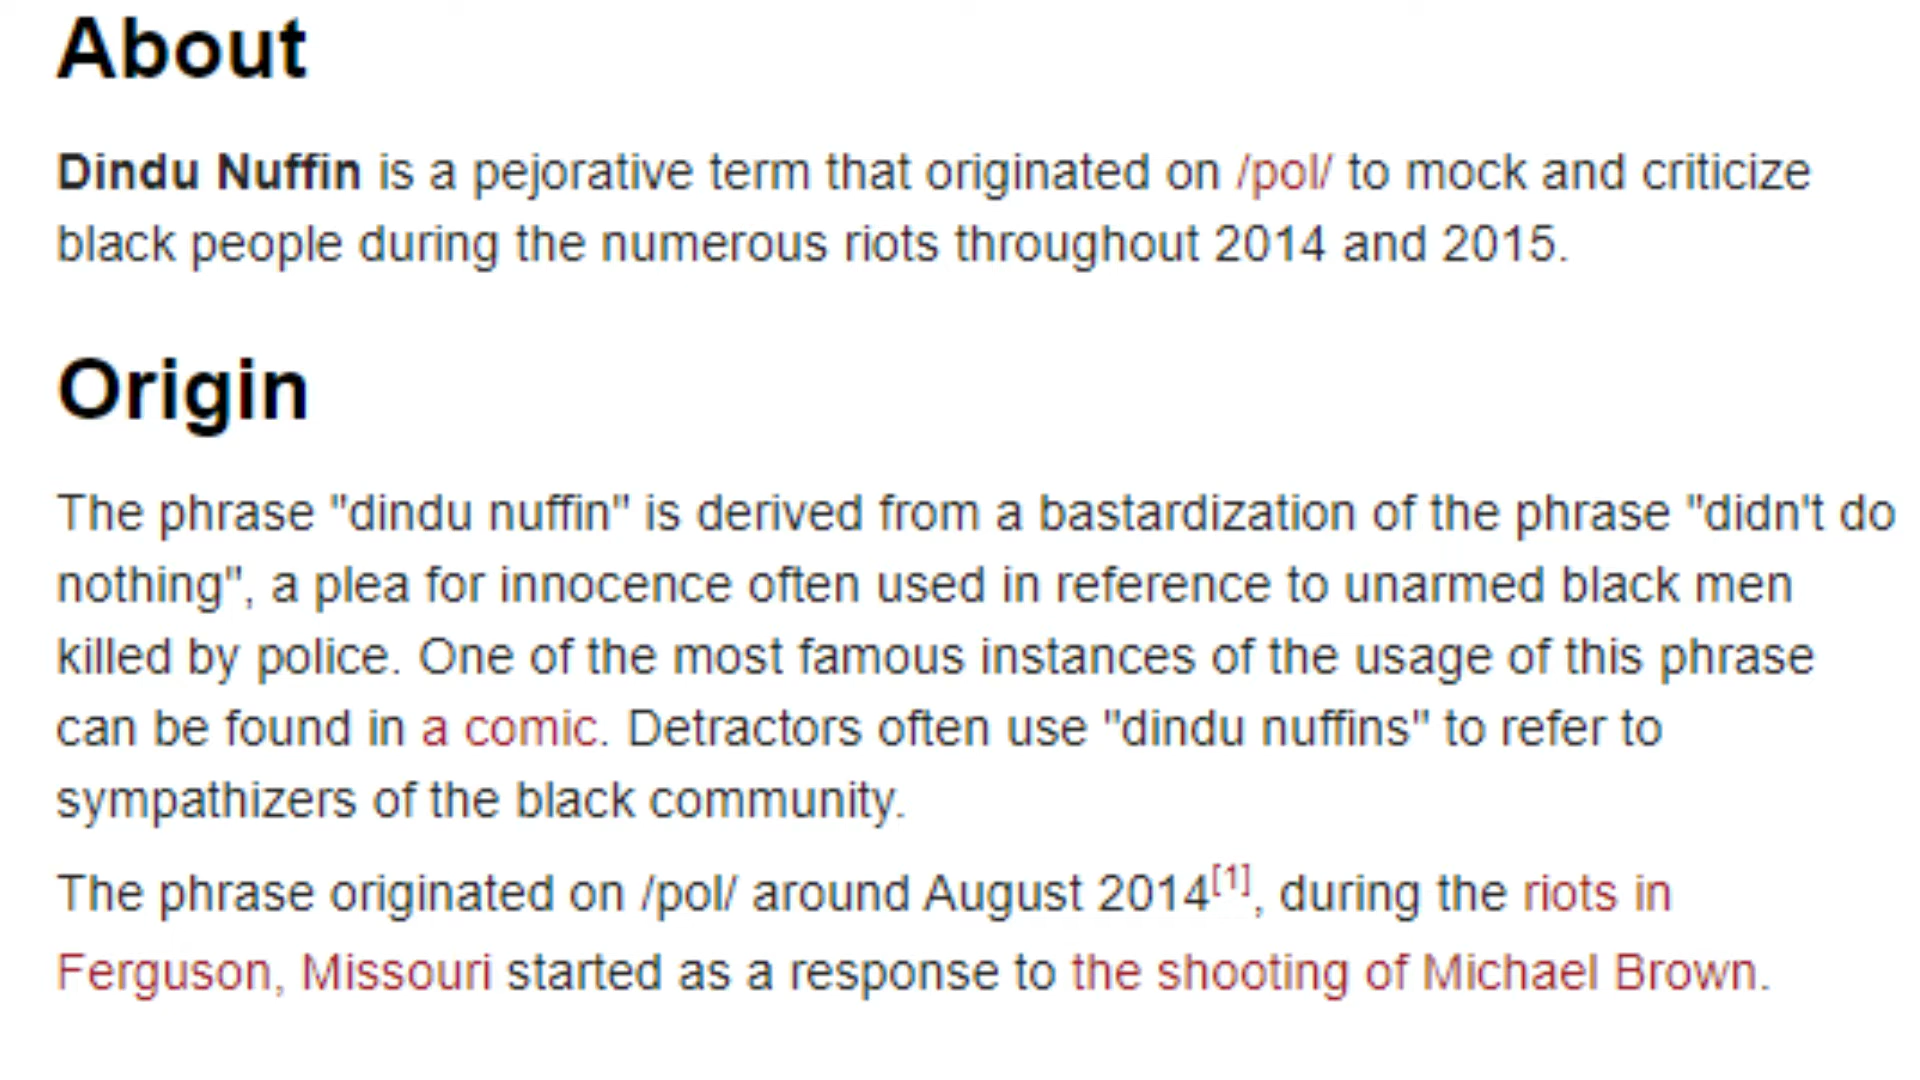 About
Dindu Nuffin is a pejorative term that originated on /pol/ to mock and criticize
black people during the numerous riots throughout 2014 and 2015.
Origin
The phrase "dindu nuffin" is derived from a bastardization of the phrase "didn't do
nothing", a plea for innocence often used in reference to unarmed black men
killed by police. One of the most famous instances of the usage of this phrase
can be found in a comic. Detractors often use "dindu nuffins" to refer to
sympathizers of the black community.
The phrase originated on /pol/ around August 2014[1], during the riots in
Ferguson, Missouri started as a response to the shooting of Michael Brown.